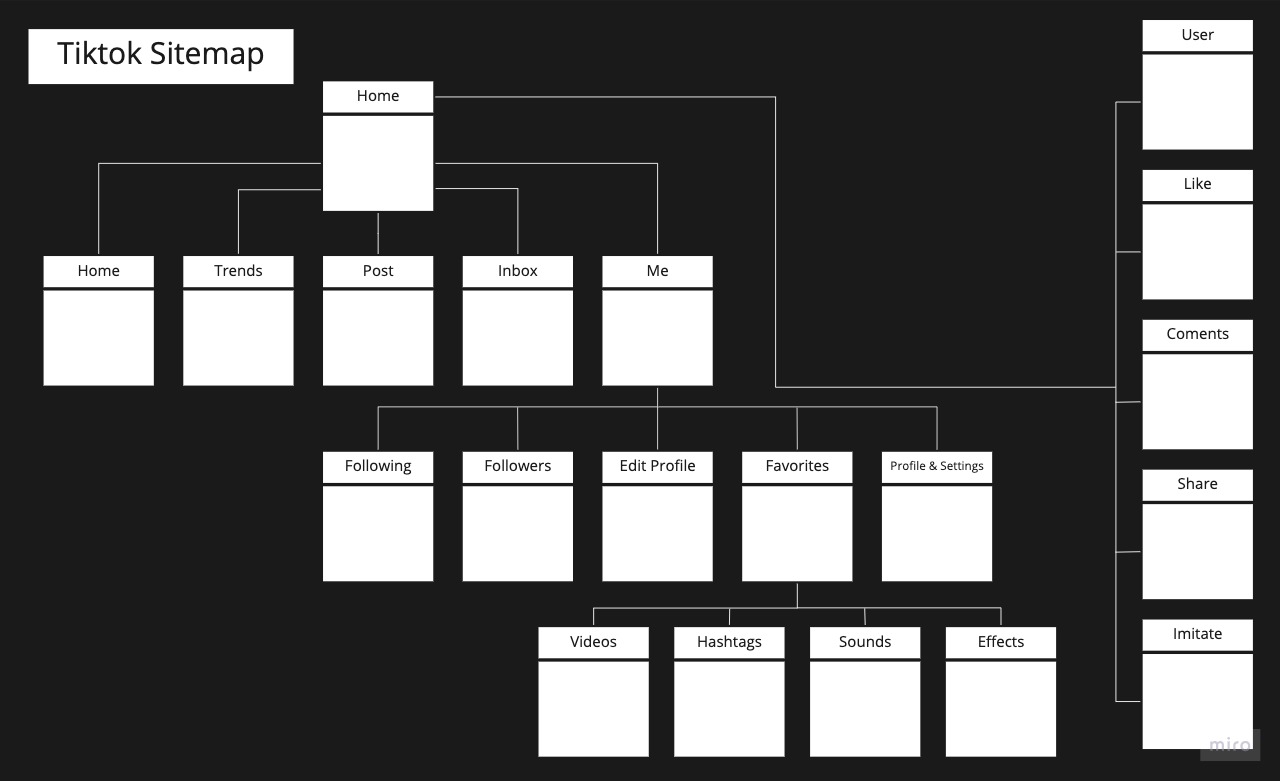 Tiktok Sitemap
Home
User
Like
Coments
Share
Imitate
Home
Trends
Post
Inbox
Me
Following
Followers
Edit Profile
Favorites
Profile & Settings
Videos
Hashtags
Sounds
Effects
miro